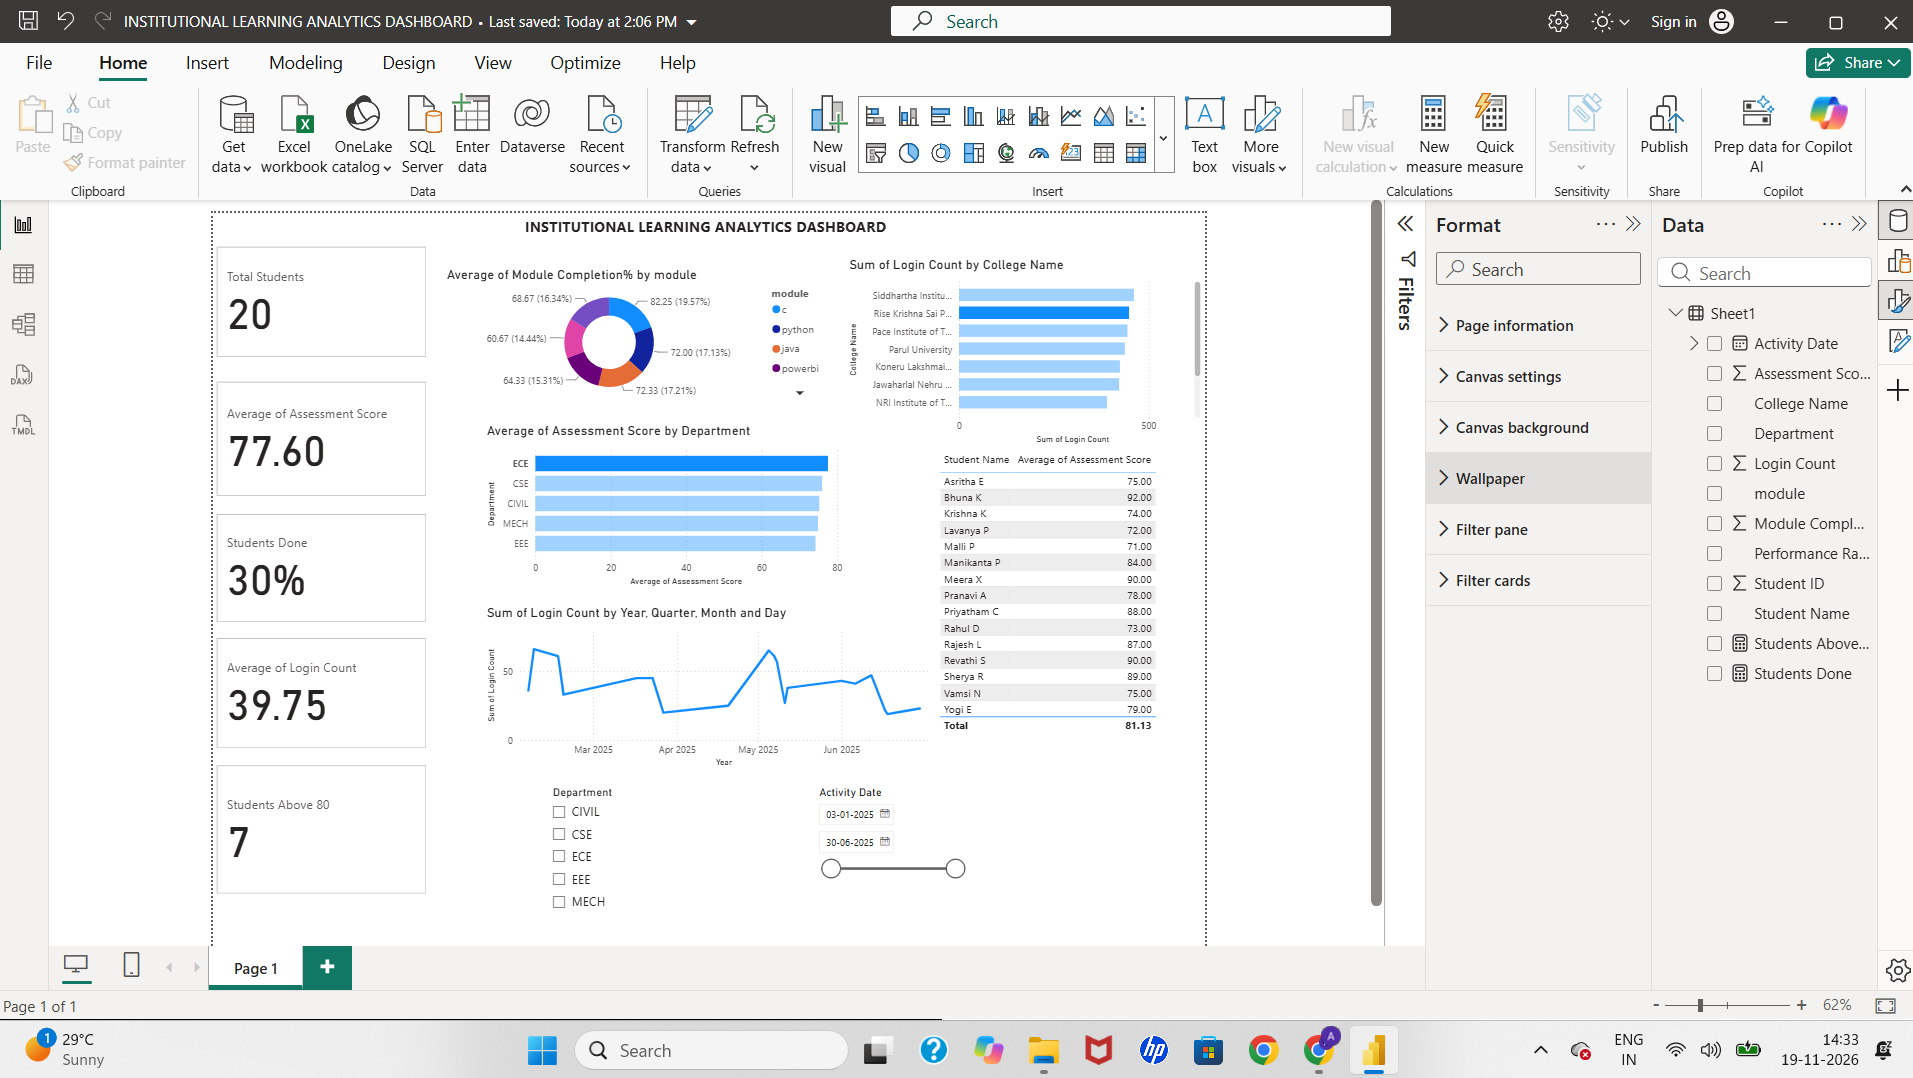 INSTITUTIONAL LEARNING ANALYTICS DASHBOARD • Last saved: Today at 2:06 PM
Search
Sign in
File
Home
Insert
Modeling
Design
View
Optimize
Help
Share
Paste
Cut
Copy
Format painter
Clipboard
Get data
Excel workbook
OneLake catalog
SQL Server
Enter data
Dataverse
Recent sources
Data
Transform data
Refresh
Queries
New visual
Text box
More visuals
Insert
New visual calculation
New measure
Quick measure
Calculations
Sensitivity
Sensitivity
Publish
Share
Prep data for AI
Copilot
Copilot
DAX
TMDL
INSTITUTIONAL LEARNING ANALYTICS DASHBOARD
Total Students
20
Average of Assessment Score
77.60
Students Done
30%
Average of Login Count
39.75
Students Above 80
7
Average of Module Completion% by module
68.67 (16.34%)
82.25 (19.57%)
60.67 (14.44%)
72.00 (17.13%)
64.33 (15.31%)
72.33 (17.21%)
module
c
python
java
powerbi
Sum of Login Count by College Name
College Name
Siddhartha Institu...
Rise Krishna Sai P...
Pace Institute of T...
Parul University
Koneru Lakshmai...
Jawaharlal Nehru ...
NRI Institute of T...
0
500
Sum of Login Count
Average of Assessment Score by Department
Department
ECE
CSE
CIVIL
MECH
EEE
0
20
40
60
80
Average of Assessment Score
Student Name Average of Assessment Score
Asritha E 75.00
Bhuna K 92.00
Krishna K 74.00
Lavanya P 72.00
Malli P 71.00
Manikanta P 84.00
Meera X 90.00
Pranavi A 78.00
Priyatham C 88.00
Rahul D 73.00
Rajesh L 87.00
Revathi S 90.00
Sherya R 89.00
Vamsi N 75.00
Yogi E 79.00
Total 81.13
Sum of Login Count by Year, Quarter, Month and Day
Sum of Login Count
50
0
Mar 2025
Apr 2025
May 2025
Jun 2025
Year
Department
CIVIL
CSE
ECE
EEE
MECH
Activity Date
03-01-2025
30-06-2025
Filters
Format
Search
Page information
Canvas settings
Canvas background
Wallpaper
Filter pane
Filter cards
Data
Search
Sheet1
Activity Date
Assessment Sco...
College Name
Department
Login Count
module
Module Compl...
Performance Ra...
Student ID
Student Name
Students Above...
Students Done
Page 1
Page 1 of 1
- + 62%
1
29°C
Sunny
Search
hp
A
ENG
IN
14:33
19-11-2026